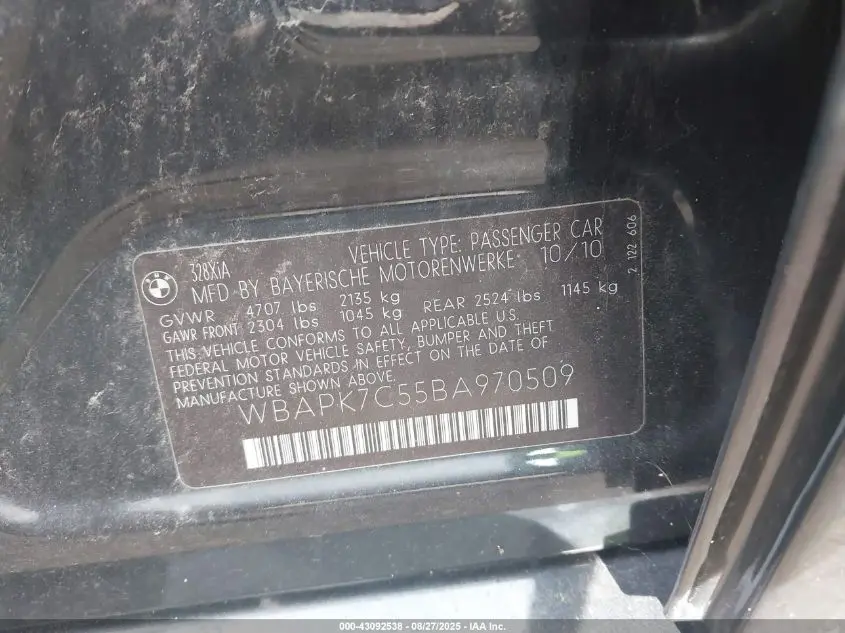 328XiA
VEHICLE TYPE: PASSENGER CAR
MFD BY BAYERISCHE MOTORENWERKE 10/10
GVWR 4707 lbs 2135 kg
GAWR FRONT 2304 lbs 1045 kg REAR 2524 lbs 1145 kg
THIS VEHICLE CONFORMS TO ALL APPLICABLE U.S.
FEDERAL MOTOR VEHICLE SAFETY, BUMPER AND THEFT
PREVENTION STANDARDS IN EFFECT ON THE DATE OF
MANUFACTURE SHOWN ABOVE.
WBAPK7C55BA970509
2 122 606
000-43092538 - 08/27/2025 - IAA Inc.